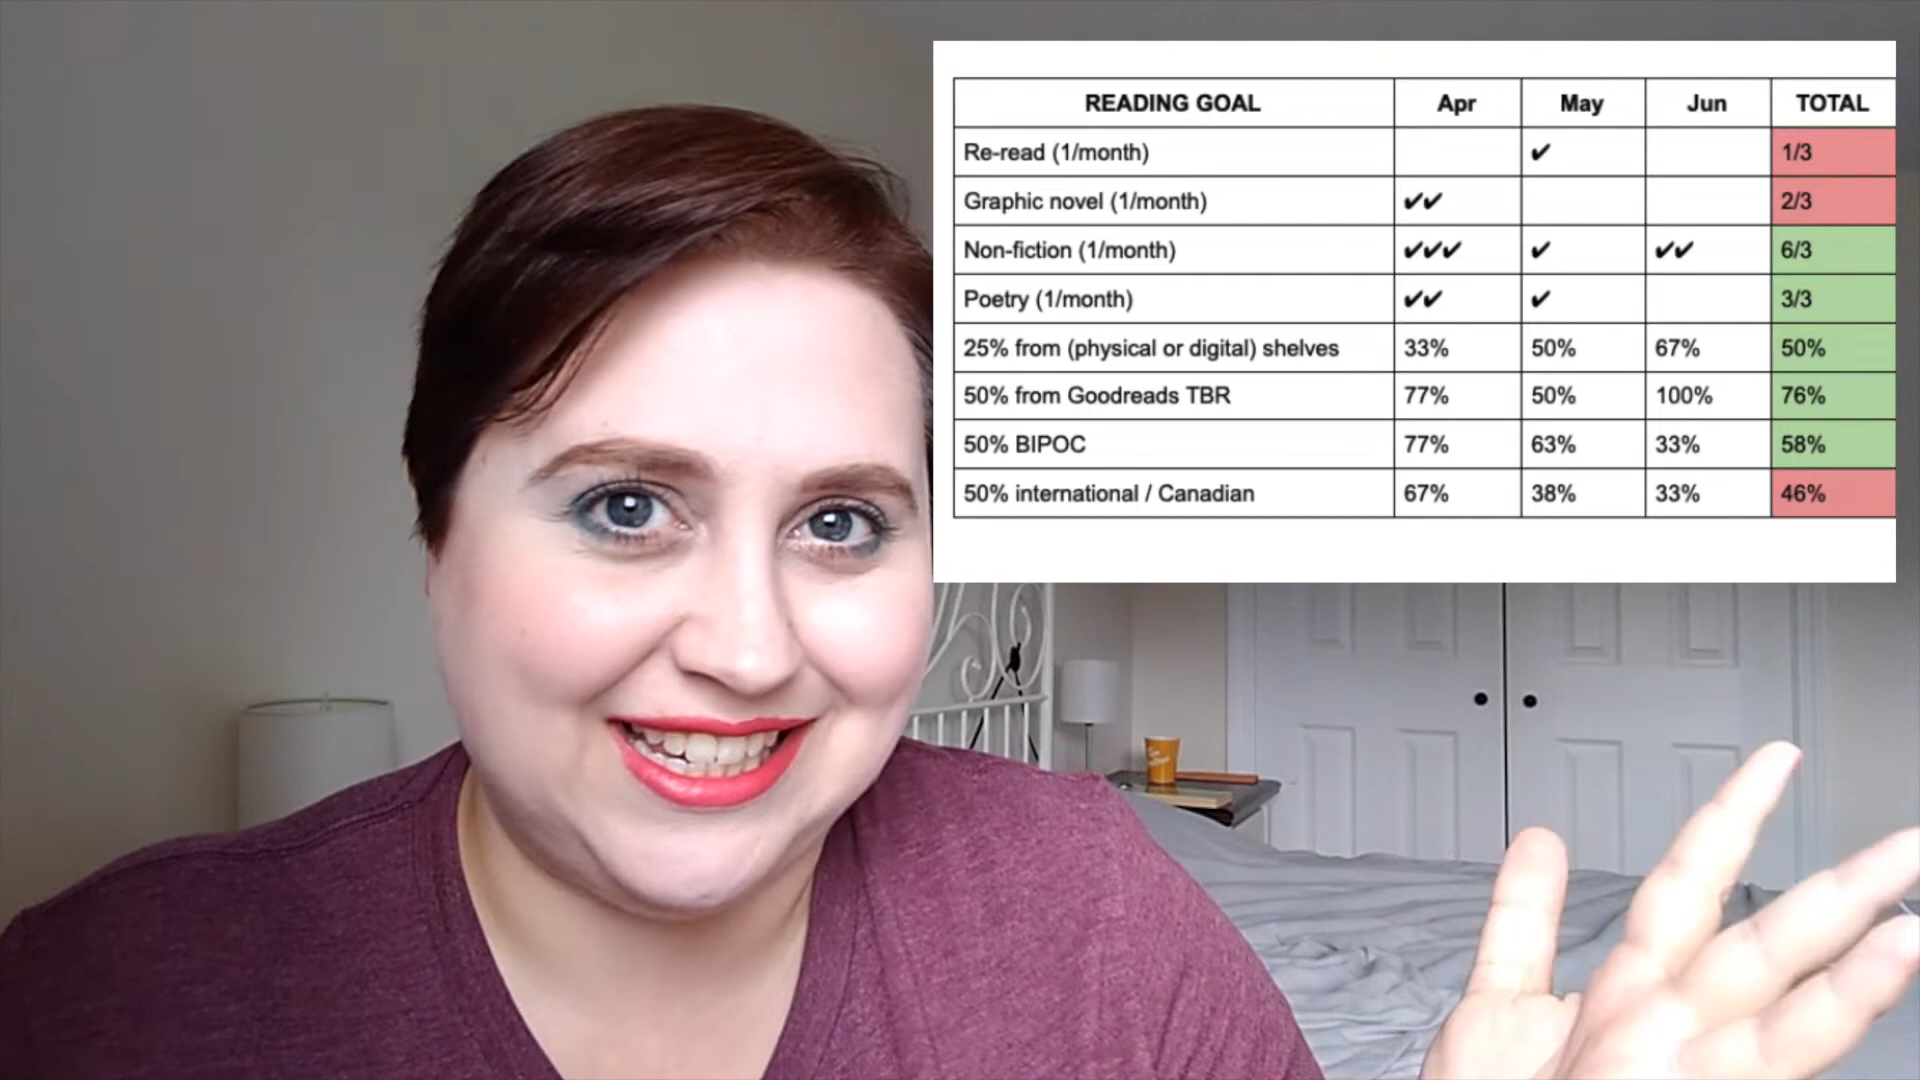 READING GOAL Apr May Jun TOTAL
Re-read (1/month) ✔ 1/3
Graphic novel (1/month) ✔✔ 2/3
Non-fiction (1/month) ✔✔✔ ✔ ✔✔ 6/3
Poetry (1/month) ✔✔ ✔ 3/3
25% from (physical or digital) shelves 33% 50% 67% 50%
50% from Goodreads TBR 77% 50% 100% 76%
50% BIPOC 77% 63% 33% 58%
50% international / Canadian 67% 38% 33% 46%